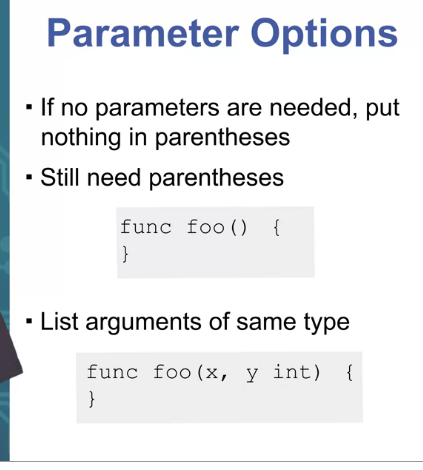 Parameter Options
▪ If no parameters are needed, put
nothing in parentheses
▪ Still need parentheses
func foo() {
}
▪ List arguments of same type
func foo(x, y int) {
}